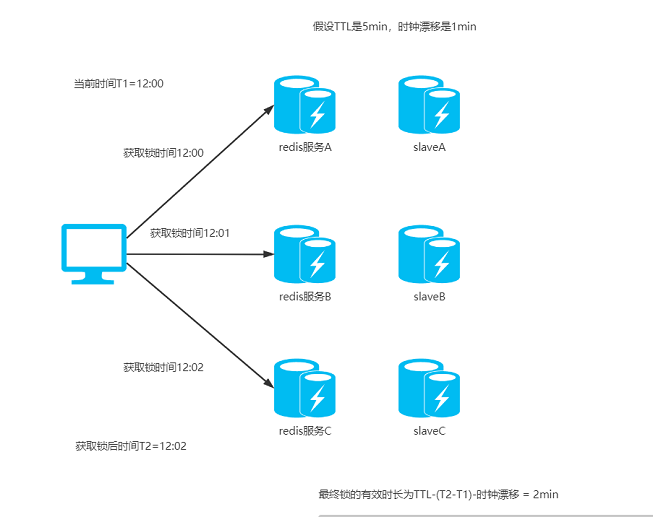 假设TTL是5min，时钟漂移是1min
当前时间T1=12:00
redis服务A
slaveA
获取锁时间12:00
获取锁时间12:01
redis服务B
slaveB
获取锁时间12:02
redis服务C
slaveC
获取锁后时间T2=12:02
最终锁的有效时长为TTL-(T2-T1)-时钟漂移 = 2min